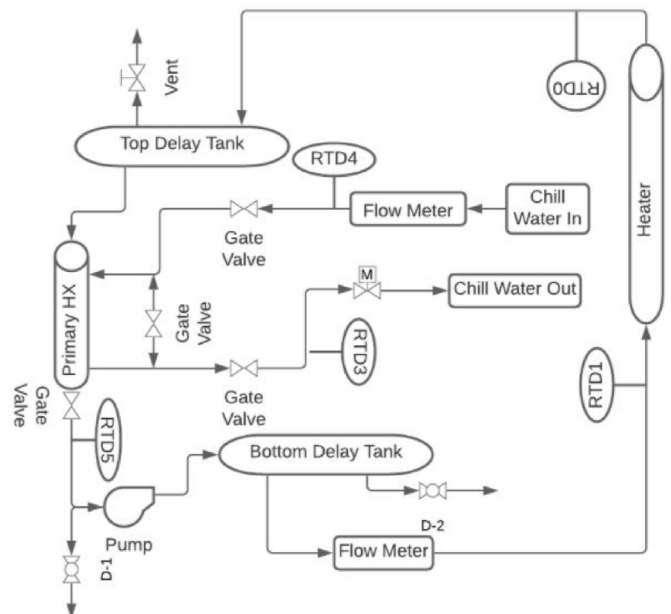 RTD0
Vent
Top Delay Tank
RTD4
Heater
Flow Meter
Chill
Water In
Gate
Valve
Primary HX
M
Gate
Valve
Chill Water Out
RTD3
Gate
Valve
RTD1
Gate
Valve
RTD5
Bottom Delay Tank
D-2
Pump
D-1
Flow Meter